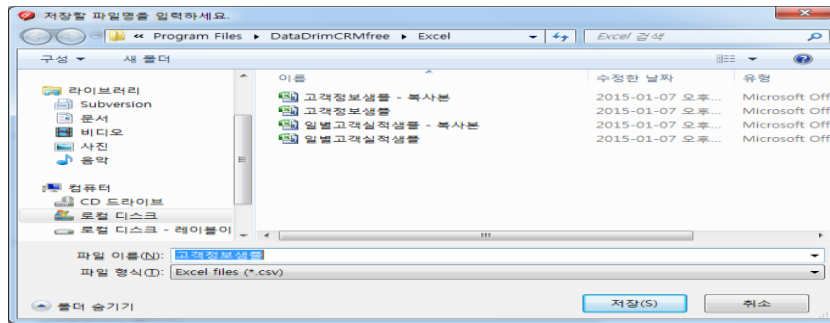 저장할 파일명을 입력하세요.
« Program Files ▸ DataDrimCRMfree ▸ Excel
Excel 검색
구성 ▼ 새 폴더
이름 수정한 날짜 유형
라이브러리
Subversion
문서
비디오
사진
음악
컴퓨터
CD 드라이브
로컬 디스크
로컬 디스크 - 레이블이
고객정보샘플 - 복사본 2015-01-07 오후... Microsoft Off
고객정보샘플 2015-01-07 오후... Microsoft Off
일별고객실적샘플 - 복사본 2015-01-07 오후... Microsoft Off
일별고객실적샘플 2015-01-07 오후... Microsoft Off
파일 이름(N): 고객정보샘플
파일 형식(T): Excel files (*.csv)
폴더 숨기기
저장(S) 취소